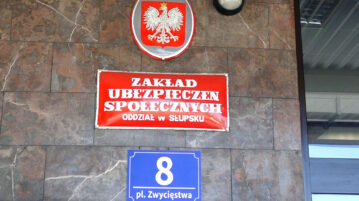 ZAKŁAD
UBEZPIECZEŃ
SPOŁECZNYCH
ODDZIAŁ w SŁUPSKU
8
pl. Zwycięstwa